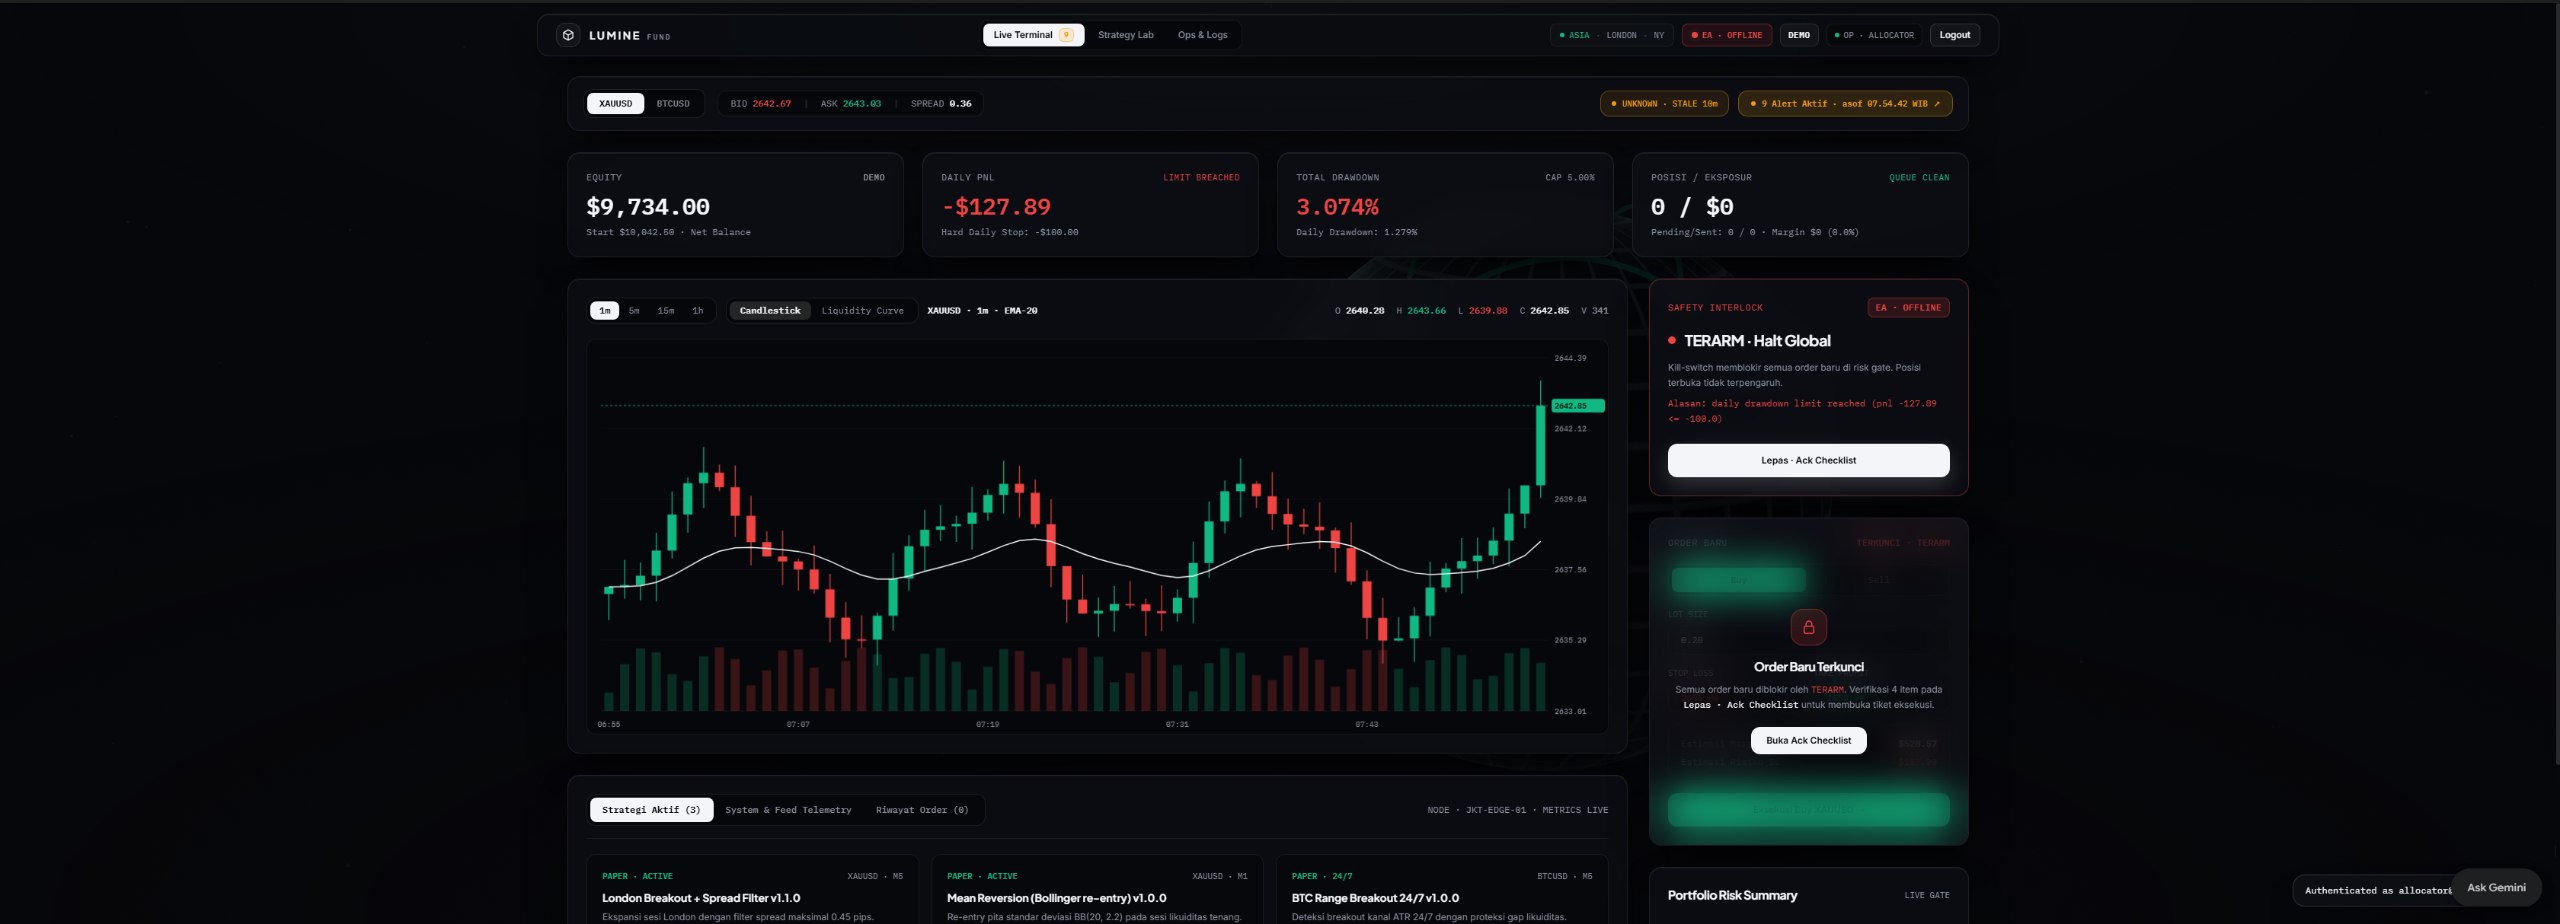 LUMINE FUND
Live Terminal 9
Strategy Lab
Ops & Logs
ASIA · LONDON · NY
EA · OFFLINE
DEMO
OP · ALLOCATOR
Logout
XAUUSD
BTCUSD
BID 2642.67 | ASK 2643.03 | SPREAD 0.36
UNKNOWN · STALE 10m
9 Alert Aktif · asof 07.54.42 WIB ↗
EQUITY
DEMO
$9,734.00
Start $10,042.50 · Net Balance
DAILY PNL
LIMIT BREACHED
-$127.89
Hard Daily Stop: -$100.00
TOTAL DRAWDOWN
CAP 5.00%
3.074%
Daily Drawdown: 1.279%
POSISI / EKSPOSUR
QUEUE CLEAN
0 / $0
Pending/Sent: 0 / 0 · Margin $0 (0.0%)
1m 5m 15m 1h
Candlestick
Liquidity Curve
XAUUSD · 1m · EMA-20
O 2640.28 H 2643.66 L 2639.88 C 2642.85 V 341
2644.39
2642.85
2642.12
2639.84
2637.56
2635.29
2633.01
06:55 07:07 07:19 07:31 07:43
SAFETY INTERLOCK
EA · OFFLINE
TERARM · Halt Global
Kill-switch memblokir semua order baru di risk gate. Posisi
terbuka tidak terpengaruh.
Alasan: daily drawdown limit reached (pnl -127.89
<= -100.0)
Lepas · Ack Checklist
ORDER BARU
TERKUNCI · TERARM
Buy
Sell
LOT SIZE
0.20
STOP LOSS
Order Baru Terkunci
Semua order baru diblokir oleh TERARM. Verifikasi 4 item pada
Lepas · Ack Checklist untuk membuka tiket eksekusi.
Buka Ack Checklist
Strategi Aktif (3)
System & Feed Telemetry
Riwayat Order (0)
NODE · JKT-EDGE-01 · METRICS LIVE
PAPER · ACTIVE
XAUUSD · M5
London Breakout + Spread Filter v1.1.0
Ekspansi sesi London dengan filter spread maksimal 0.45 pips.
PAPER · ACTIVE
XAUUSD · M1
Mean Reversion (Bollinger re-entry) v1.0.0
Re-entry pita standar deviasi BB(20, 2.2) pada sesi likuiditas tenang.
PAPER · 24/7
BTCUSD · M5
BTC Range Breakout 24/7 v1.0.0
Deteksi breakout kanal ATR 24/7 dengan proteksi gap likuiditas.
Portfolio Risk Summary
LIVE GATE
Authenticated as allocator@
Ask Gemini